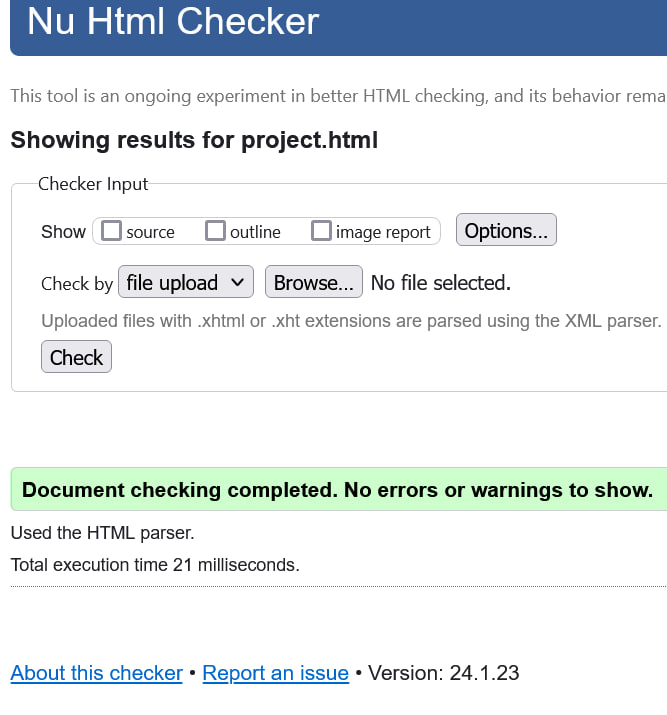 Nu Html Checker
This tool is an ongoing experiment in better HTML checking, and its behavior rema
Showing results for project.html
Checker Input
Show source outline image report Options...
Check by file upload Browse... No file selected.
Uploaded files with .xhtml or .xht extensions are parsed using the XML parser.
Check
Document checking completed. No errors or warnings to show.
Used the HTML parser.
Total execution time 21 milliseconds.
About this checker • Report an issue • Version: 24.1.23